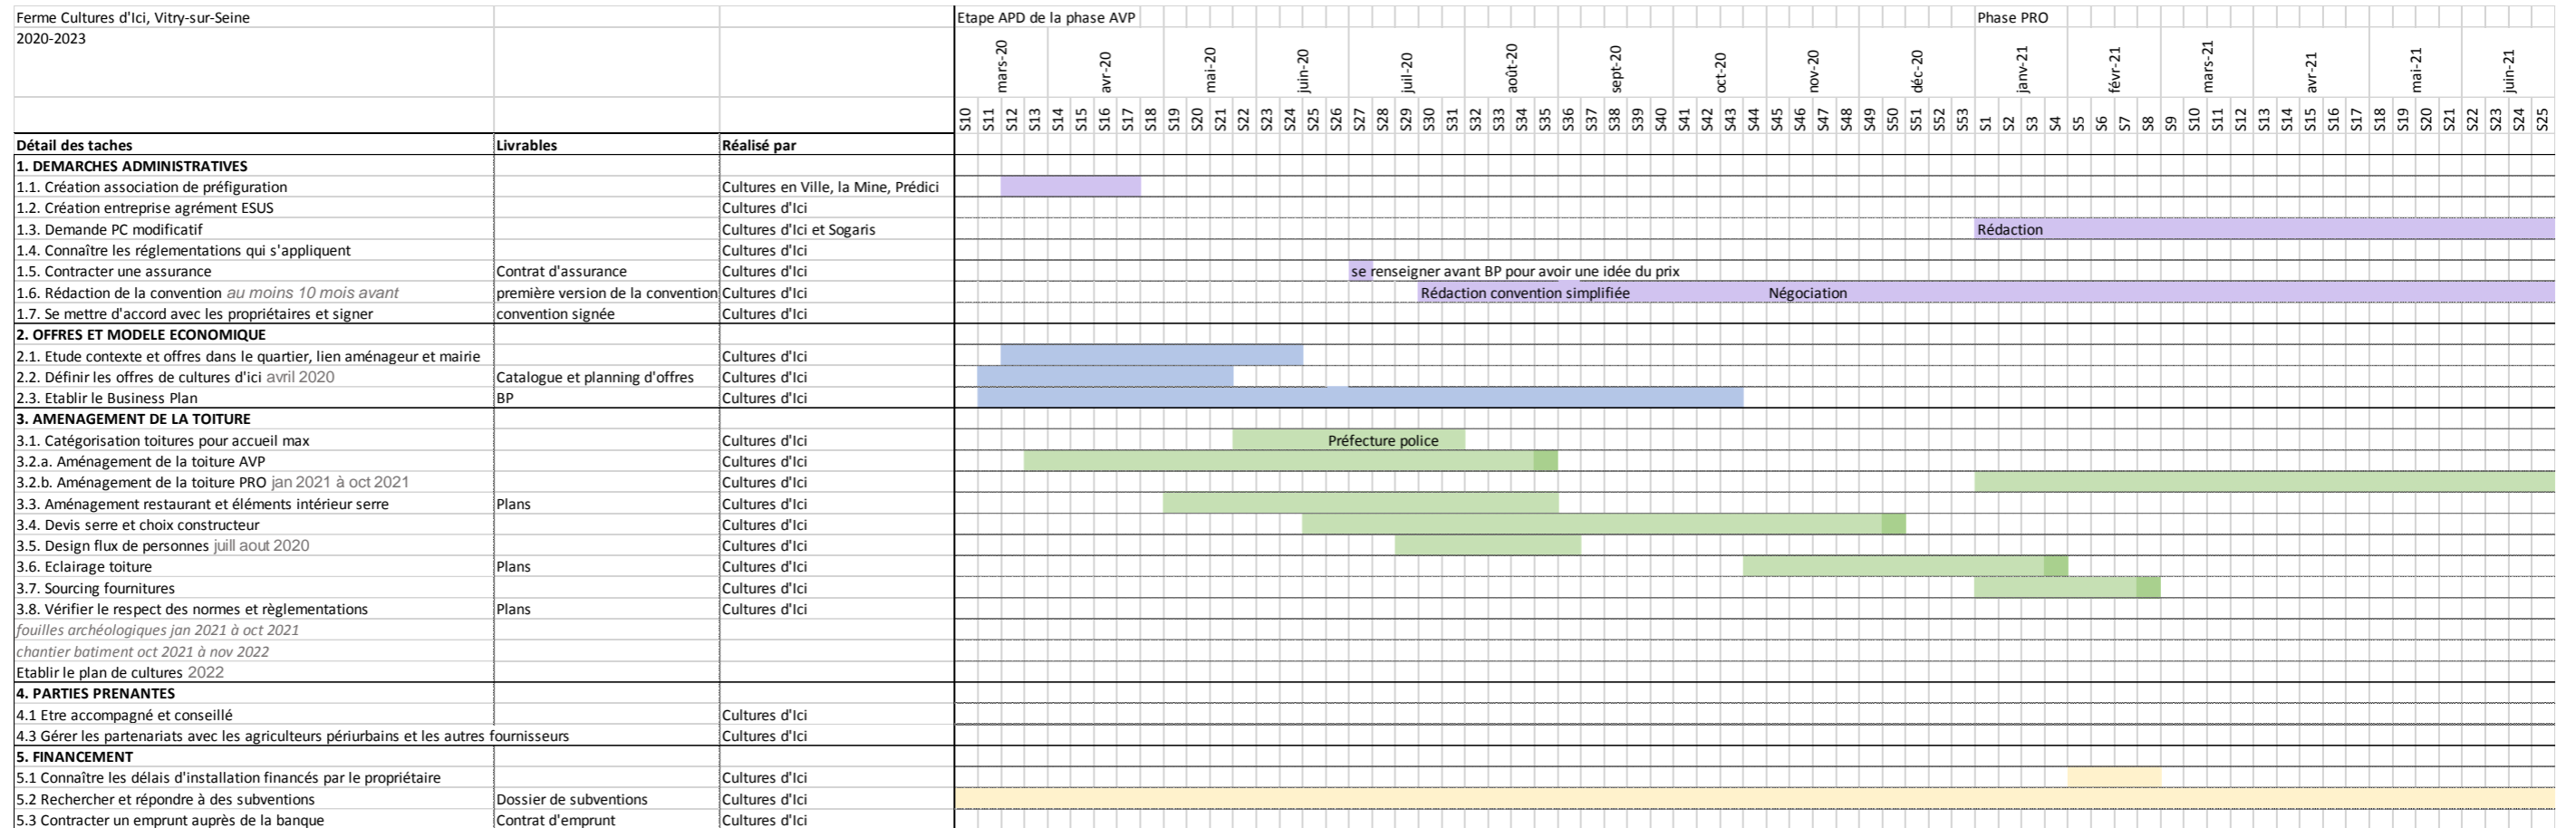 Ferme Cultures d'Ici, Vitry-sur-Seine Etape APD de la phase AVP Phase PRO
2020-2023
mars-20 avr-20 mai-20 juin-20 juil-20 août-20 sept-20 oct-20 nov-20 déc-20 janv-21 févr-21 mars-21 avr-21 mai-21 juin-21
S10 S11 S12 S13 S14 S15 S16 S17 S18 S19 S20 S21 S22 S23 S24 S25 S26 S27 S28 S29 S30 S31 S32 S33 S34 S35 S36 S37 S38 S39 S40 S41 S42 S43 S44 S45 S46 S47 S48 S49 S50 S51 S52 S53 S1 S2 S3 S4 S5 S6 S7 S8 S9 S10 S11 S12 S13 S14 S15 S16 S17 S18 S19 S20 S21 S22 S23 S24 S25
Détail des taches Livrables Réalisé par
1. DEMARCHES ADMINISTRATIVES
1.1. Création association de préfiguration Cultures en Ville, la Mine, Prédici
1.2. Création entreprise agrément ESUS Cultures d'Ici
1.3. Demande PC modificatif Cultures d'Ici et Sogaris Rédaction
1.4. Connaître les réglementations qui s'appliquent Cultures d'Ici
1.5. Contracter une assurance Contrat d'assurance Cultures d'Ici se renseigner avant BP pour avoir une idée du prix
1.6. Rédaction de la convention au moins 10 mois avant première version de la convention Cultures d'Ici Rédaction convention simplifiée Négociation
1.7. Se mettre d'accord avec les propriétaires et signer convention signée Cultures d'Ici
2. OFFRES ET MODELE ECONOMIQUE
2.1. Etude contexte et offres dans le quartier, lien aménageur et mairie Cultures d'Ici
2.2. Définir les offres de cultures d'ici avril 2020 Catalogue et planning d'offres Cultures d'Ici
2.3. Etablir le Business Plan BP Cultures d'Ici
3. AMENAGEMENT DE LA TOITURE
3.1. Catégorisation toitures pour accueil max Cultures d'Ici Préfecture police
3.2.a. Aménagement de la toiture AVP Cultures d'Ici
3.2.b. Aménagement de la toiture PRO jan 2021 à oct 2021 Cultures d'Ici
3.3. Aménagement restaurant et éléments intérieur serre Plans Cultures d'Ici
3.4. Devis serre et choix constructeur Cultures d'Ici
3.5. Design flux de personnes juill aout 2020 Cultures d'Ici
3.6. Eclairage toiture Plans Cultures d'Ici
3.7. Sourcing fournitures Cultures d'Ici
3.8. Vérifier le respect des normes et règlementations Plans Cultures d'Ici
fouilles archéologiques jan 2021 à oct 2021
chantier batiment oct 2021 à nov 2022
Etablir le plan de cultures 2022
4. PARTIES PRENANTES
4.1 Etre accompagné et conseillé Cultures d'Ici
4.3 Gérer les partenariats avec les agriculteurs périurbains et les autres fournisseurs Cultures d'Ici
5. FINANCEMENT
5.1 Connaître les délais d'installation financés par le propriétaire Cultures d'Ici
5.2 Rechercher et répondre à des subventions Dossier de subventions Cultures d'Ici
5.3 Contracter un emprunt auprès de la banque Contrat d'emprunt Cultures d'Ici